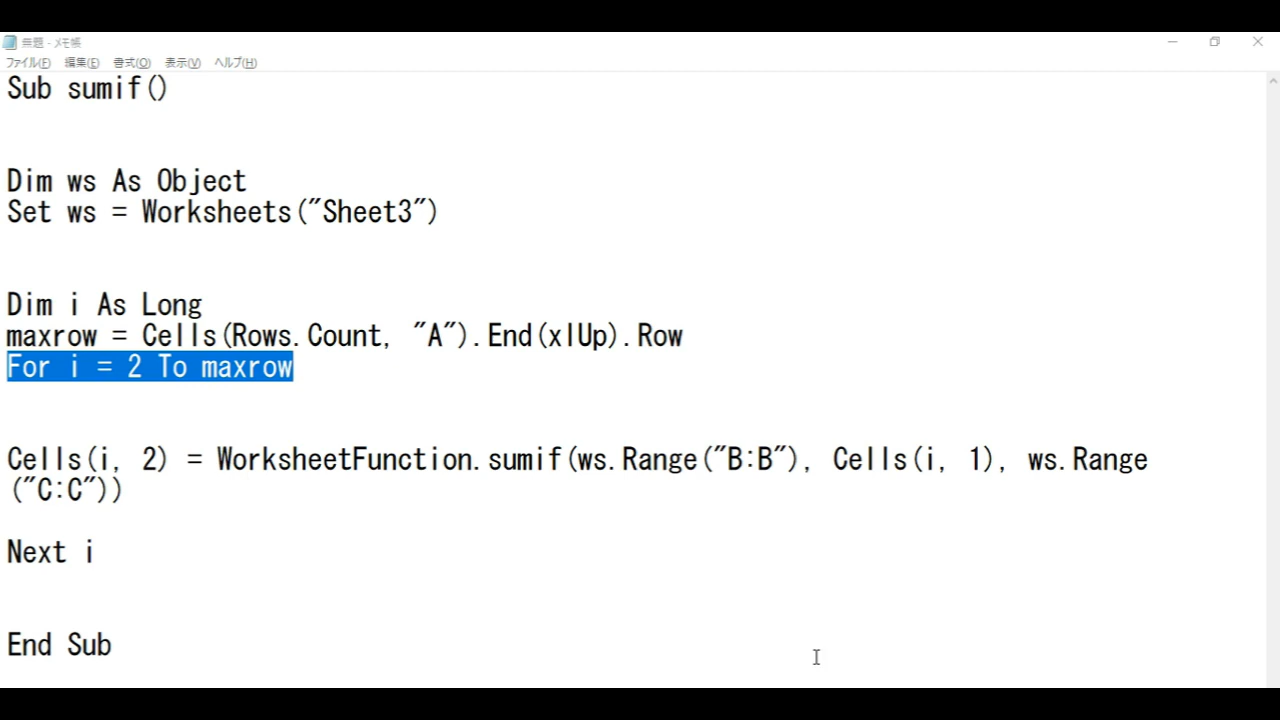 無題 - メモ帳
ファイル(F) 編集(E) 書式(O) 表示(V) ヘルプ(H)
Sub sumif()
Dim ws As Object
Set ws = Worksheets("Sheet3")
Dim i As Long
maxrow = Cells(Rows.Count, "A").End(xlUp).Row
For i = 2 To maxrow
Cells(i, 2) = WorksheetFunction.sumif(ws.Range("B:B"), Cells(i, 1), ws.Range
("C:C"))
Next i
End Sub